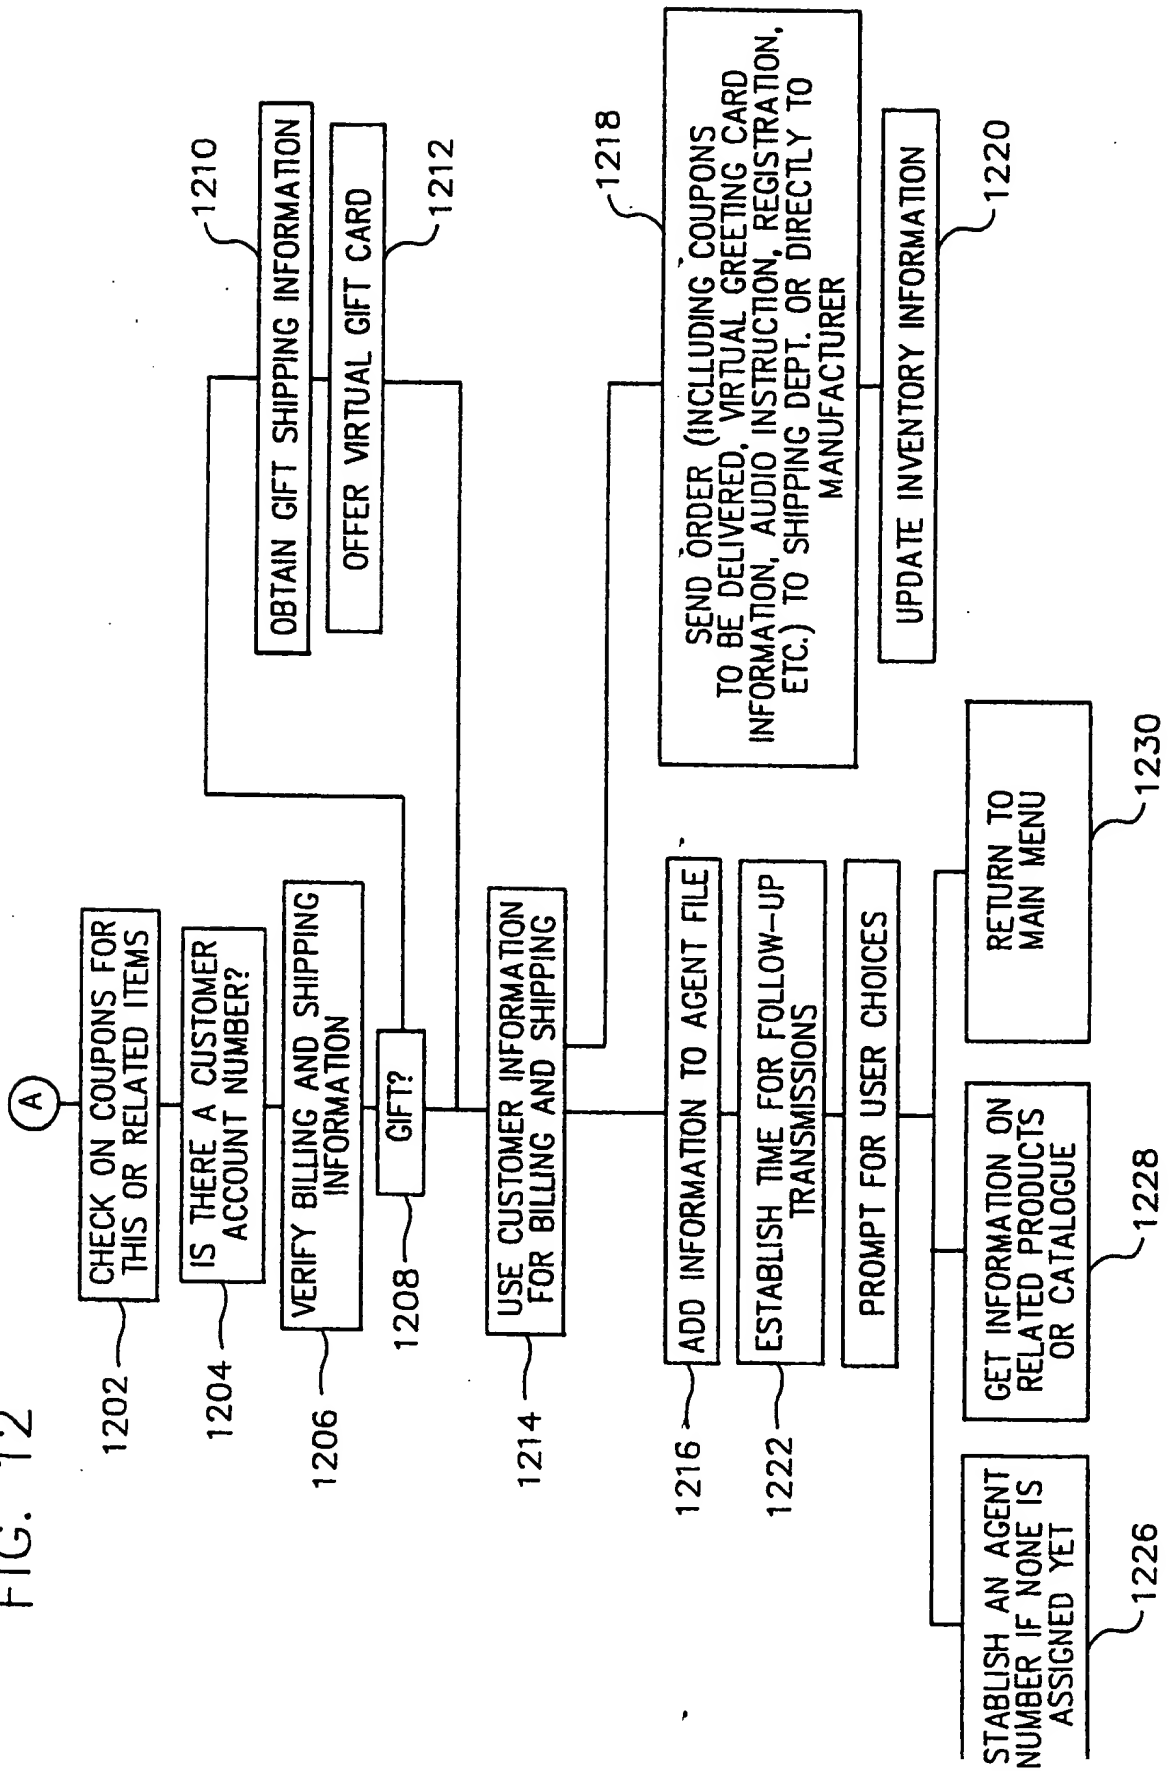 FIG. 12
A
CHECK ON COUPONS FOR
THIS OR RELATED ITEMS
1202
IS THERE A CUSTOMER
ACCOUNT NUMBER?
1204
VERIFY BILLING AND SHIPPING
INFORMATION
1206
GIFT?
1208
1210
OBTAIN GIFT SHIPPING INFORMATION
OFFER VIRTUAL GIFT CARD
1212
USE CUSTOMER INFORMATION
FOR BILLING AND SHIPPING
1214
1218
SEND ORDER (INCLLUDING COUPONS
TO BE DELIVERED, VIRTUAL GREETING CARD
INFORMATION, AUDIO INSTRUCTION, REGISTRATION,
ETC.) TO SHIPPING DEPT. OR DIRECTLY TO
MANUFACTURER
UPDATE INVENTORY INFORMATION
1220
ADD INFORMATION TO AGENT FILE
1216
ESTABLISH TIME FOR FOLLOW-UP
TRANSMISSIONS
1222
PROMPT FOR USER CHOICES
STABLISH AN AGENT
NUMBER IF NONE IS
ASSIGNED YET
1226
GET INFORMATION ON
RELATED PRODUCTS
OR CATALOGUE
1228
RETURN TO
MAIN MENU
1230